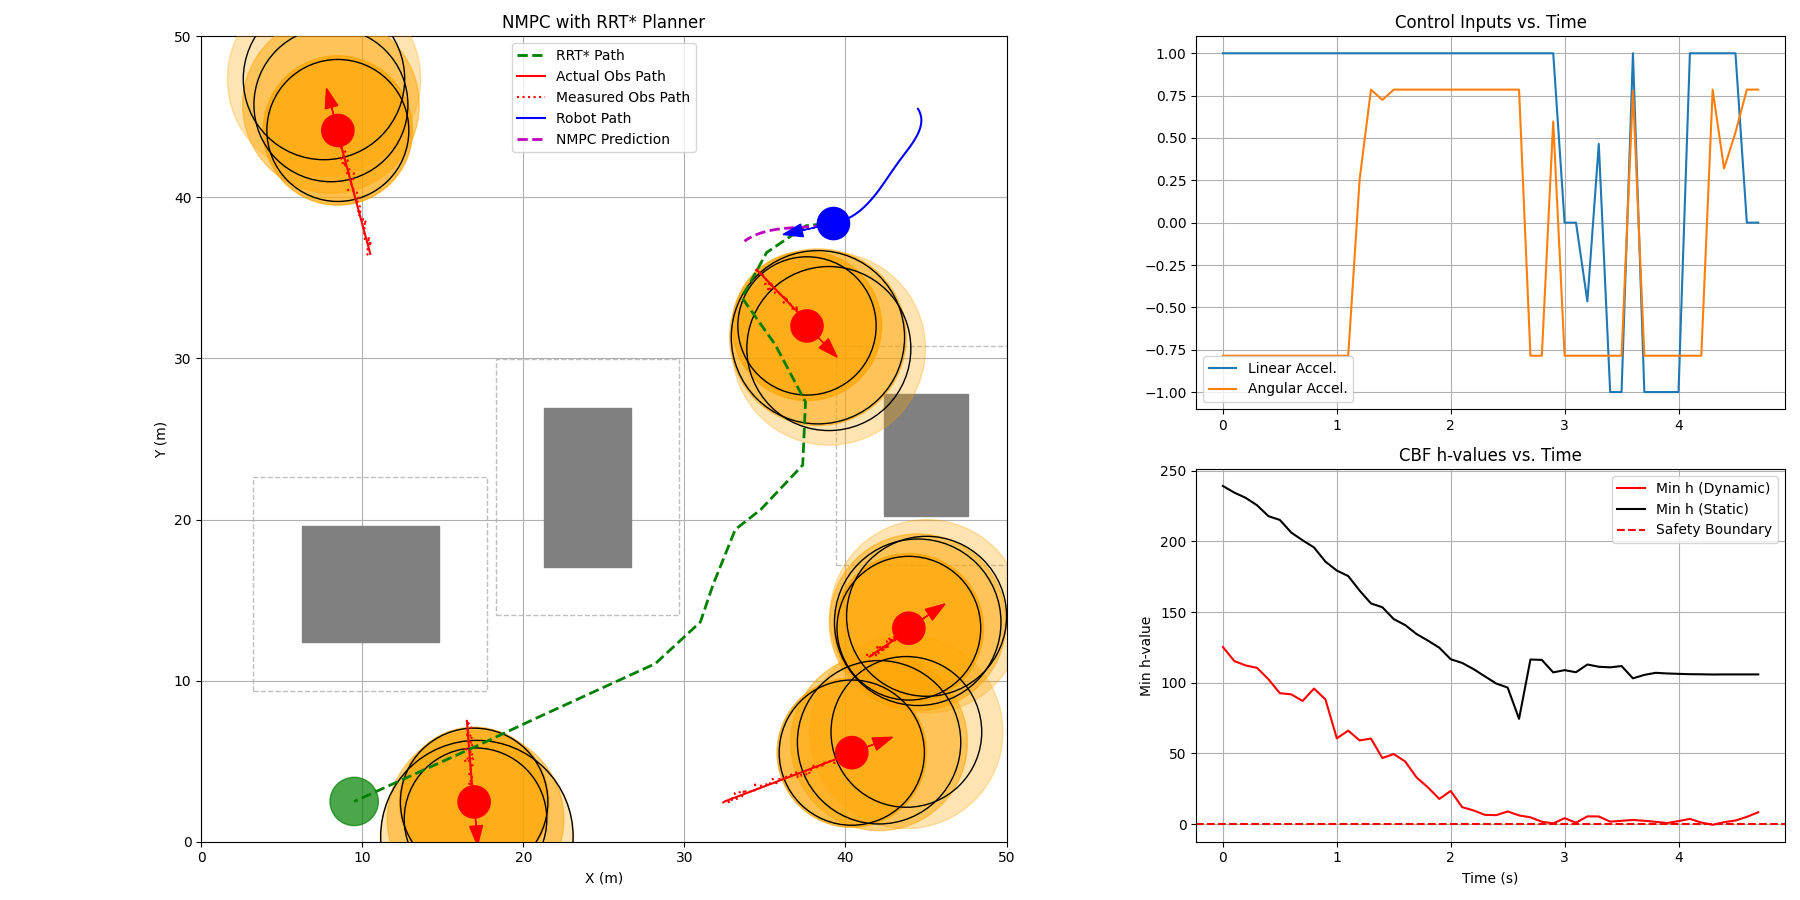 NMPC with RRT* Planner
50
40
30
20
10
0
Y (m)
0
10
20
30
40
50
X (m)
RRT* Path
Actual Obs Path
Measured Obs Path
Robot Path
NMPC Prediction
Control Inputs vs. Time
1.00
0.75
0.50
0.25
0.00
−0.25
−0.50
−0.75
−1.00
Linear Accel.
Angular Accel.
0
1
2
3
4
CBF h-values vs. Time
250
200
150
100
50
0
Min h-value
Min h (Dynamic)
Min h (Static)
Safety Boundary
0
1
2
3
4
Time (s)